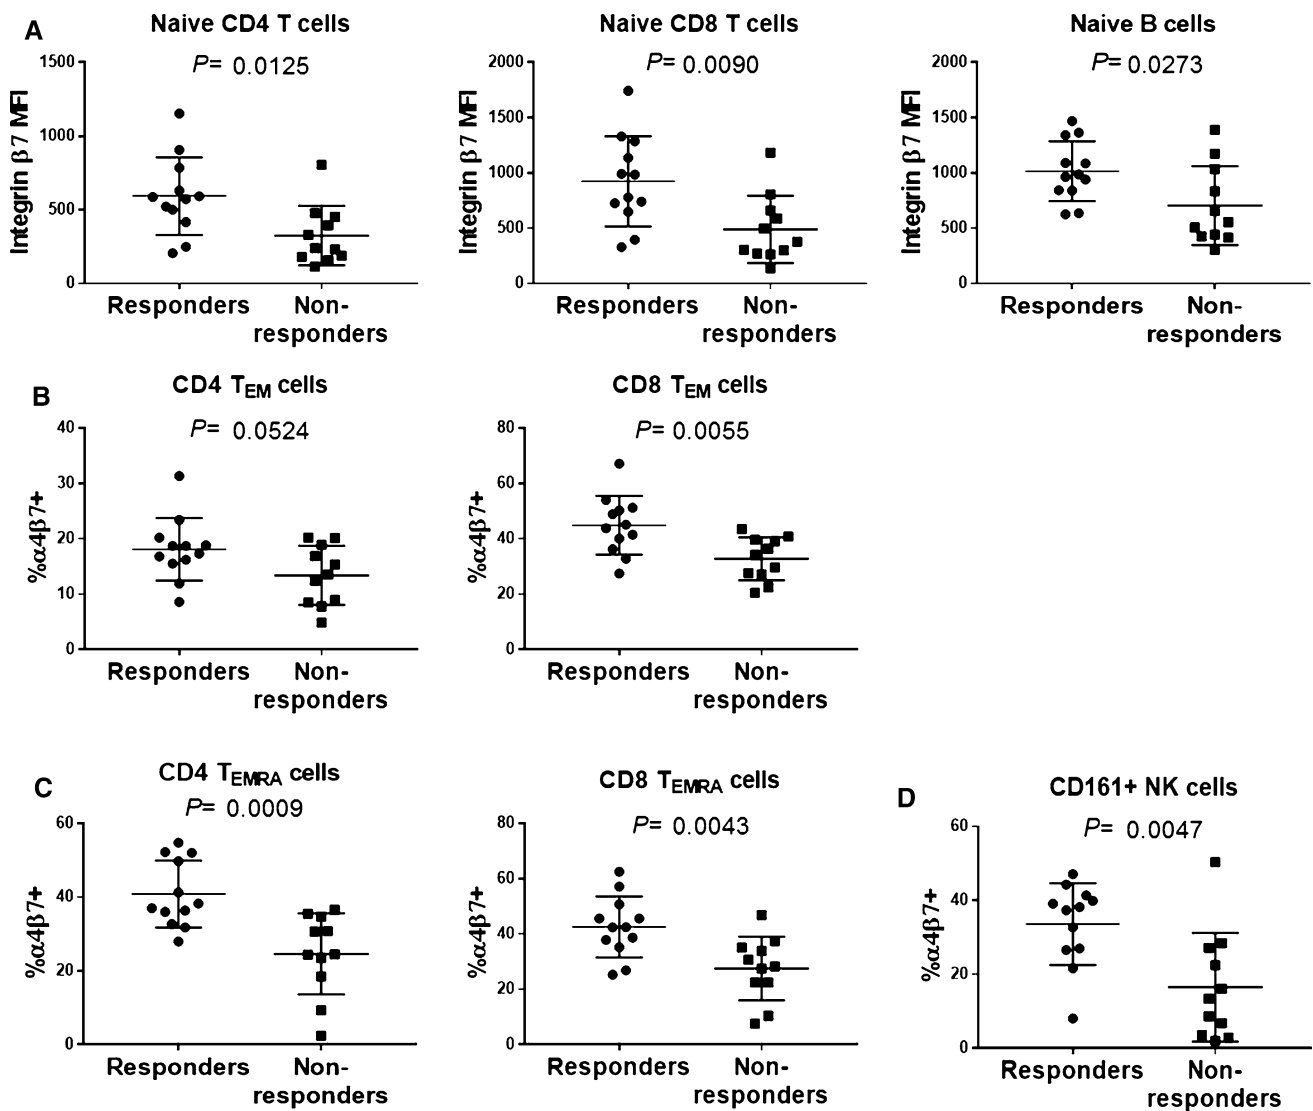 A
Naive CD4 T cells
P= 0.0125
Integrin β7 MFI
1500
1000
500
0
Responders
Non-
responders
Naive CD8 T cells
P= 0.0090
Integrin β7 MFI
2000
1500
1000
500
0
Responders
Non-
responders
Naive B cells
P= 0.0273
Integrin β7 MFI
2000
1500
1000
500
0
Responders
Non-
responders
B
CD4 TEM cells
P= 0.0524
%α4β7+
40
30
20
10
0
Responders
Non-
responders
CD8 TEM cells
P= 0.0055
%α4β7+
80
60
40
20
0
Responders
Non-
responders
C
CD4 TEMRA cells
P= 0.0009
%α4β7+
60
40
20
0
Responders
Non-
responders
CD8 TEMRA cells
P= 0.0043
%α4β7+
80
60
40
20
0
Responders
Non-
responders
D
CD161+ NK cells
P= 0.0047
%α4β7+
60
40
20
0
Responders
Non-
responders